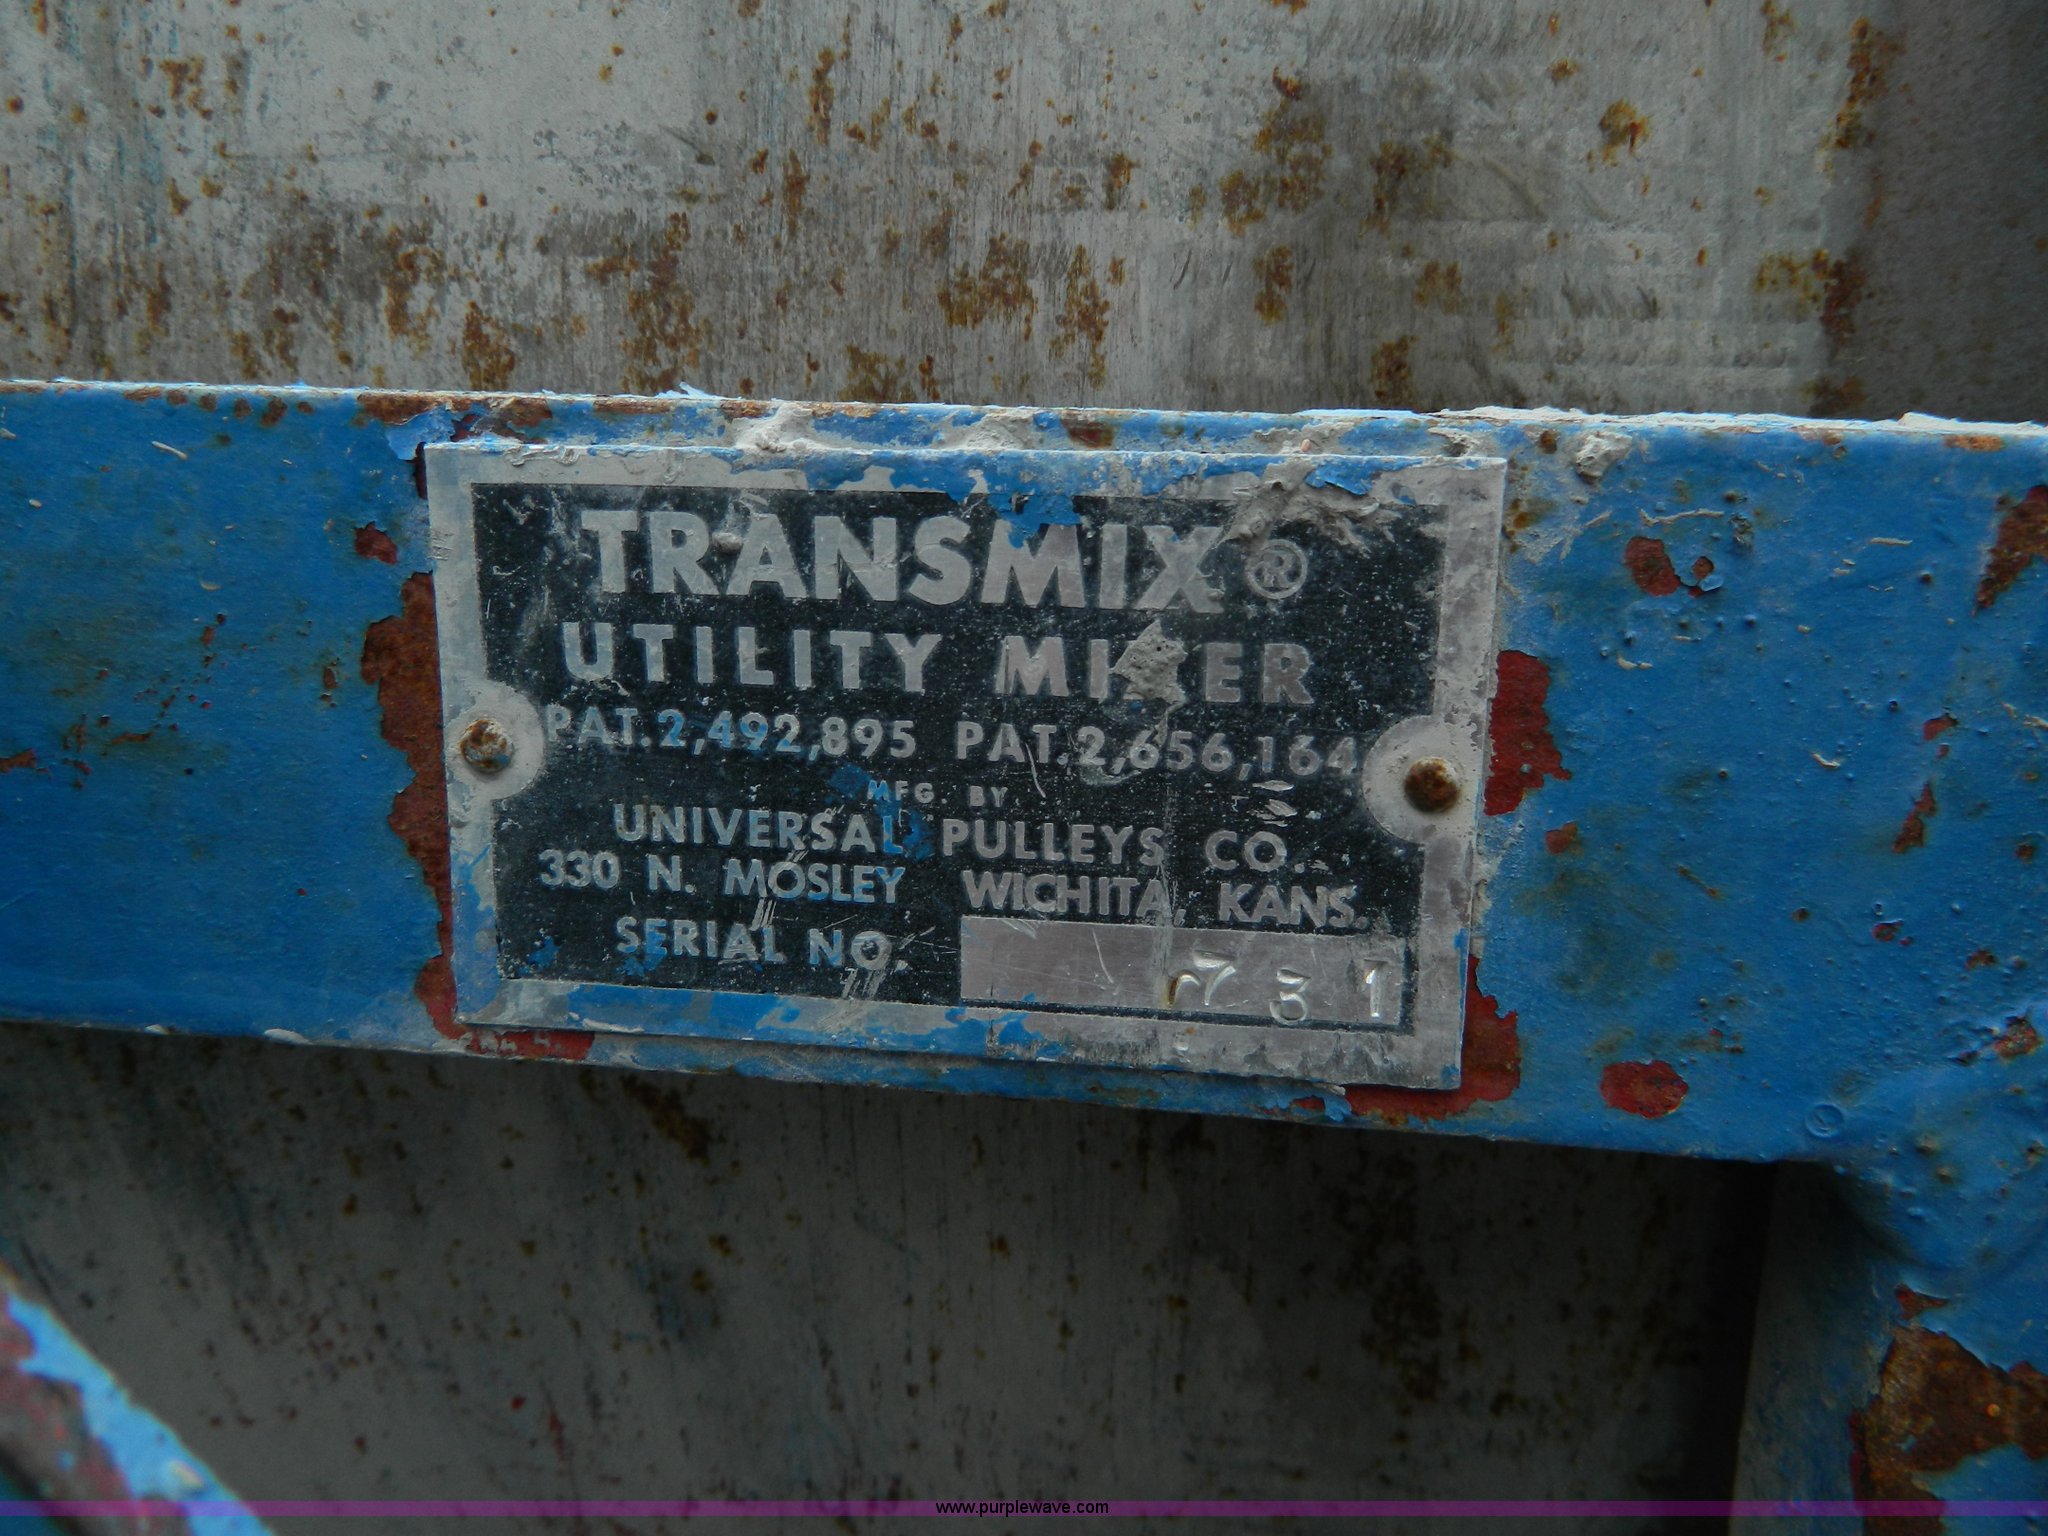 TRANSMIX®
UTILITY MIXER
PAT.2,492,895 PAT.2,656,164
MFG. BY
UNIVERSAL PULLEYS CO.
330 N. MOSLEY WICHITA, KANS.
SERIAL NO.
www.purplewave.com